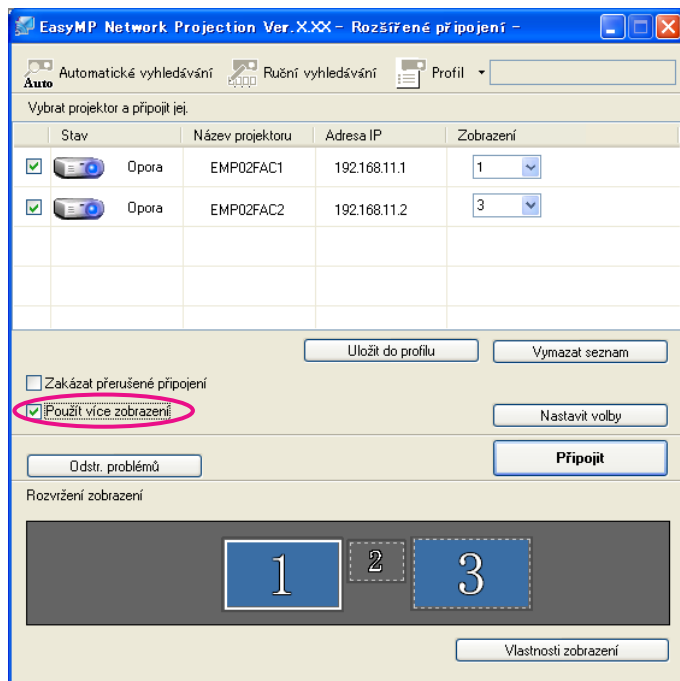 EasyMP Network Projection Ver.X.XX – Rozšířené připojení –
Auto Automatické vyhledávání Ruční vyhledávání Profil
Vybrat projektor a připojit jej.
Stav Název projektoru Adresa IP Zobrazení
Opora EMP02FAC1 192.168.11.1 1
Opora EMP02FAC2 192.168.11.2 3
Uložit do profilu Vymazat seznam
Zakázat přerušené připojení
Použít více zobrazení Nastavit volby
Odstr. problémů Připojit
Rozvržení zobrazení
1 2 3
Vlastnosti zobrazení